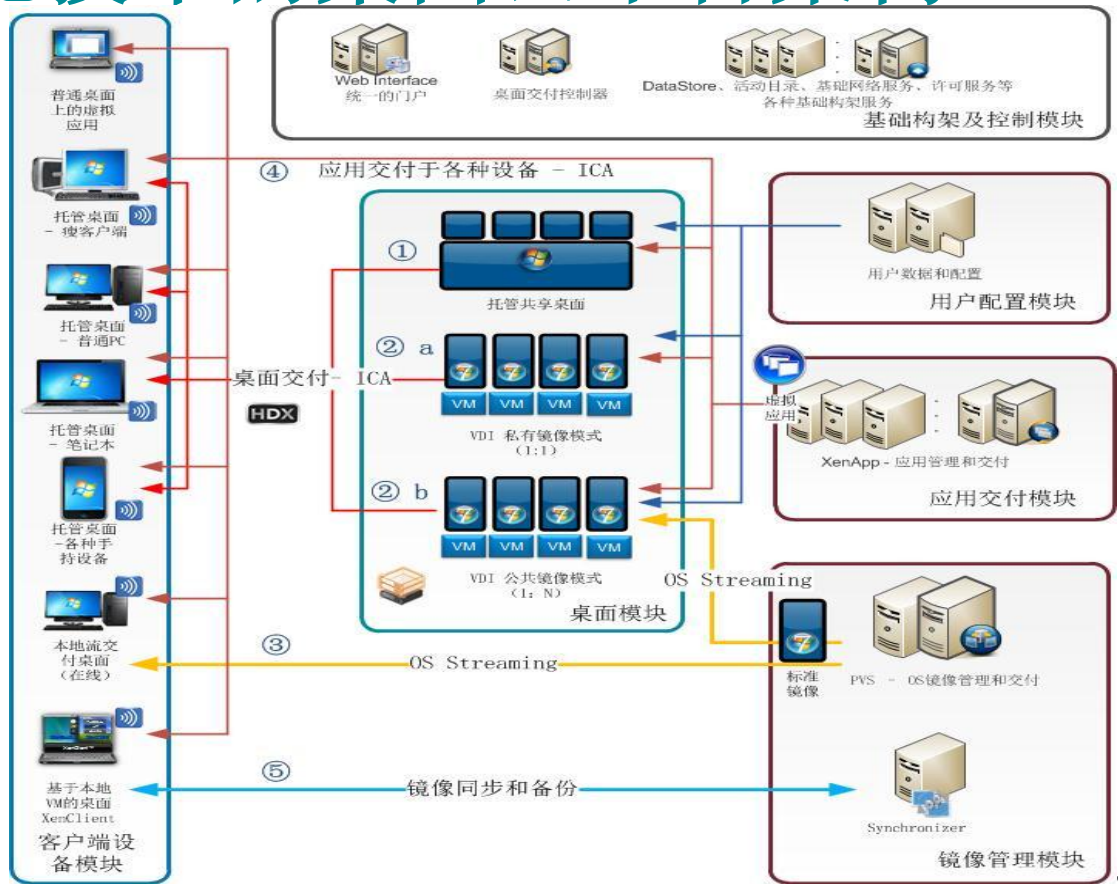 Web Interface
统一的门户
桌面交付控制器
DataStore、活动目录、基础网络服务、许可服务等
各种基础构架服务
基础构架及控制模块
普通桌面
上的虚拟
应用
托管桌面
- 瘦客户端
托管桌面
- 普通PC
托管桌面
- 笔记本
托管桌面
-各种手
持设备
本地流交
付桌面
(在线)
XenClient
基于本地
VM的桌面
XenClient
客户端设
备模块
④ 应用交付于各种设备 - ICA
桌面交付- ICA
HDX
①
托管共享桌面
② a
VM VM VM VM
VDI 私有镜像模式
(1:1)
② b
VM VM VM VM
VDI 公共镜像模式
(1: N)
桌面模块
用户数据和配置
用户配置模块
虚拟
应用
XenApp - 应用管理和交付
应用交付模块
OS Streaming
③
OS Streaming
标准
镜像
PVS - OS镜像管理和交付
⑤
镜像同步和备份
Synchronizer
镜像管理模块